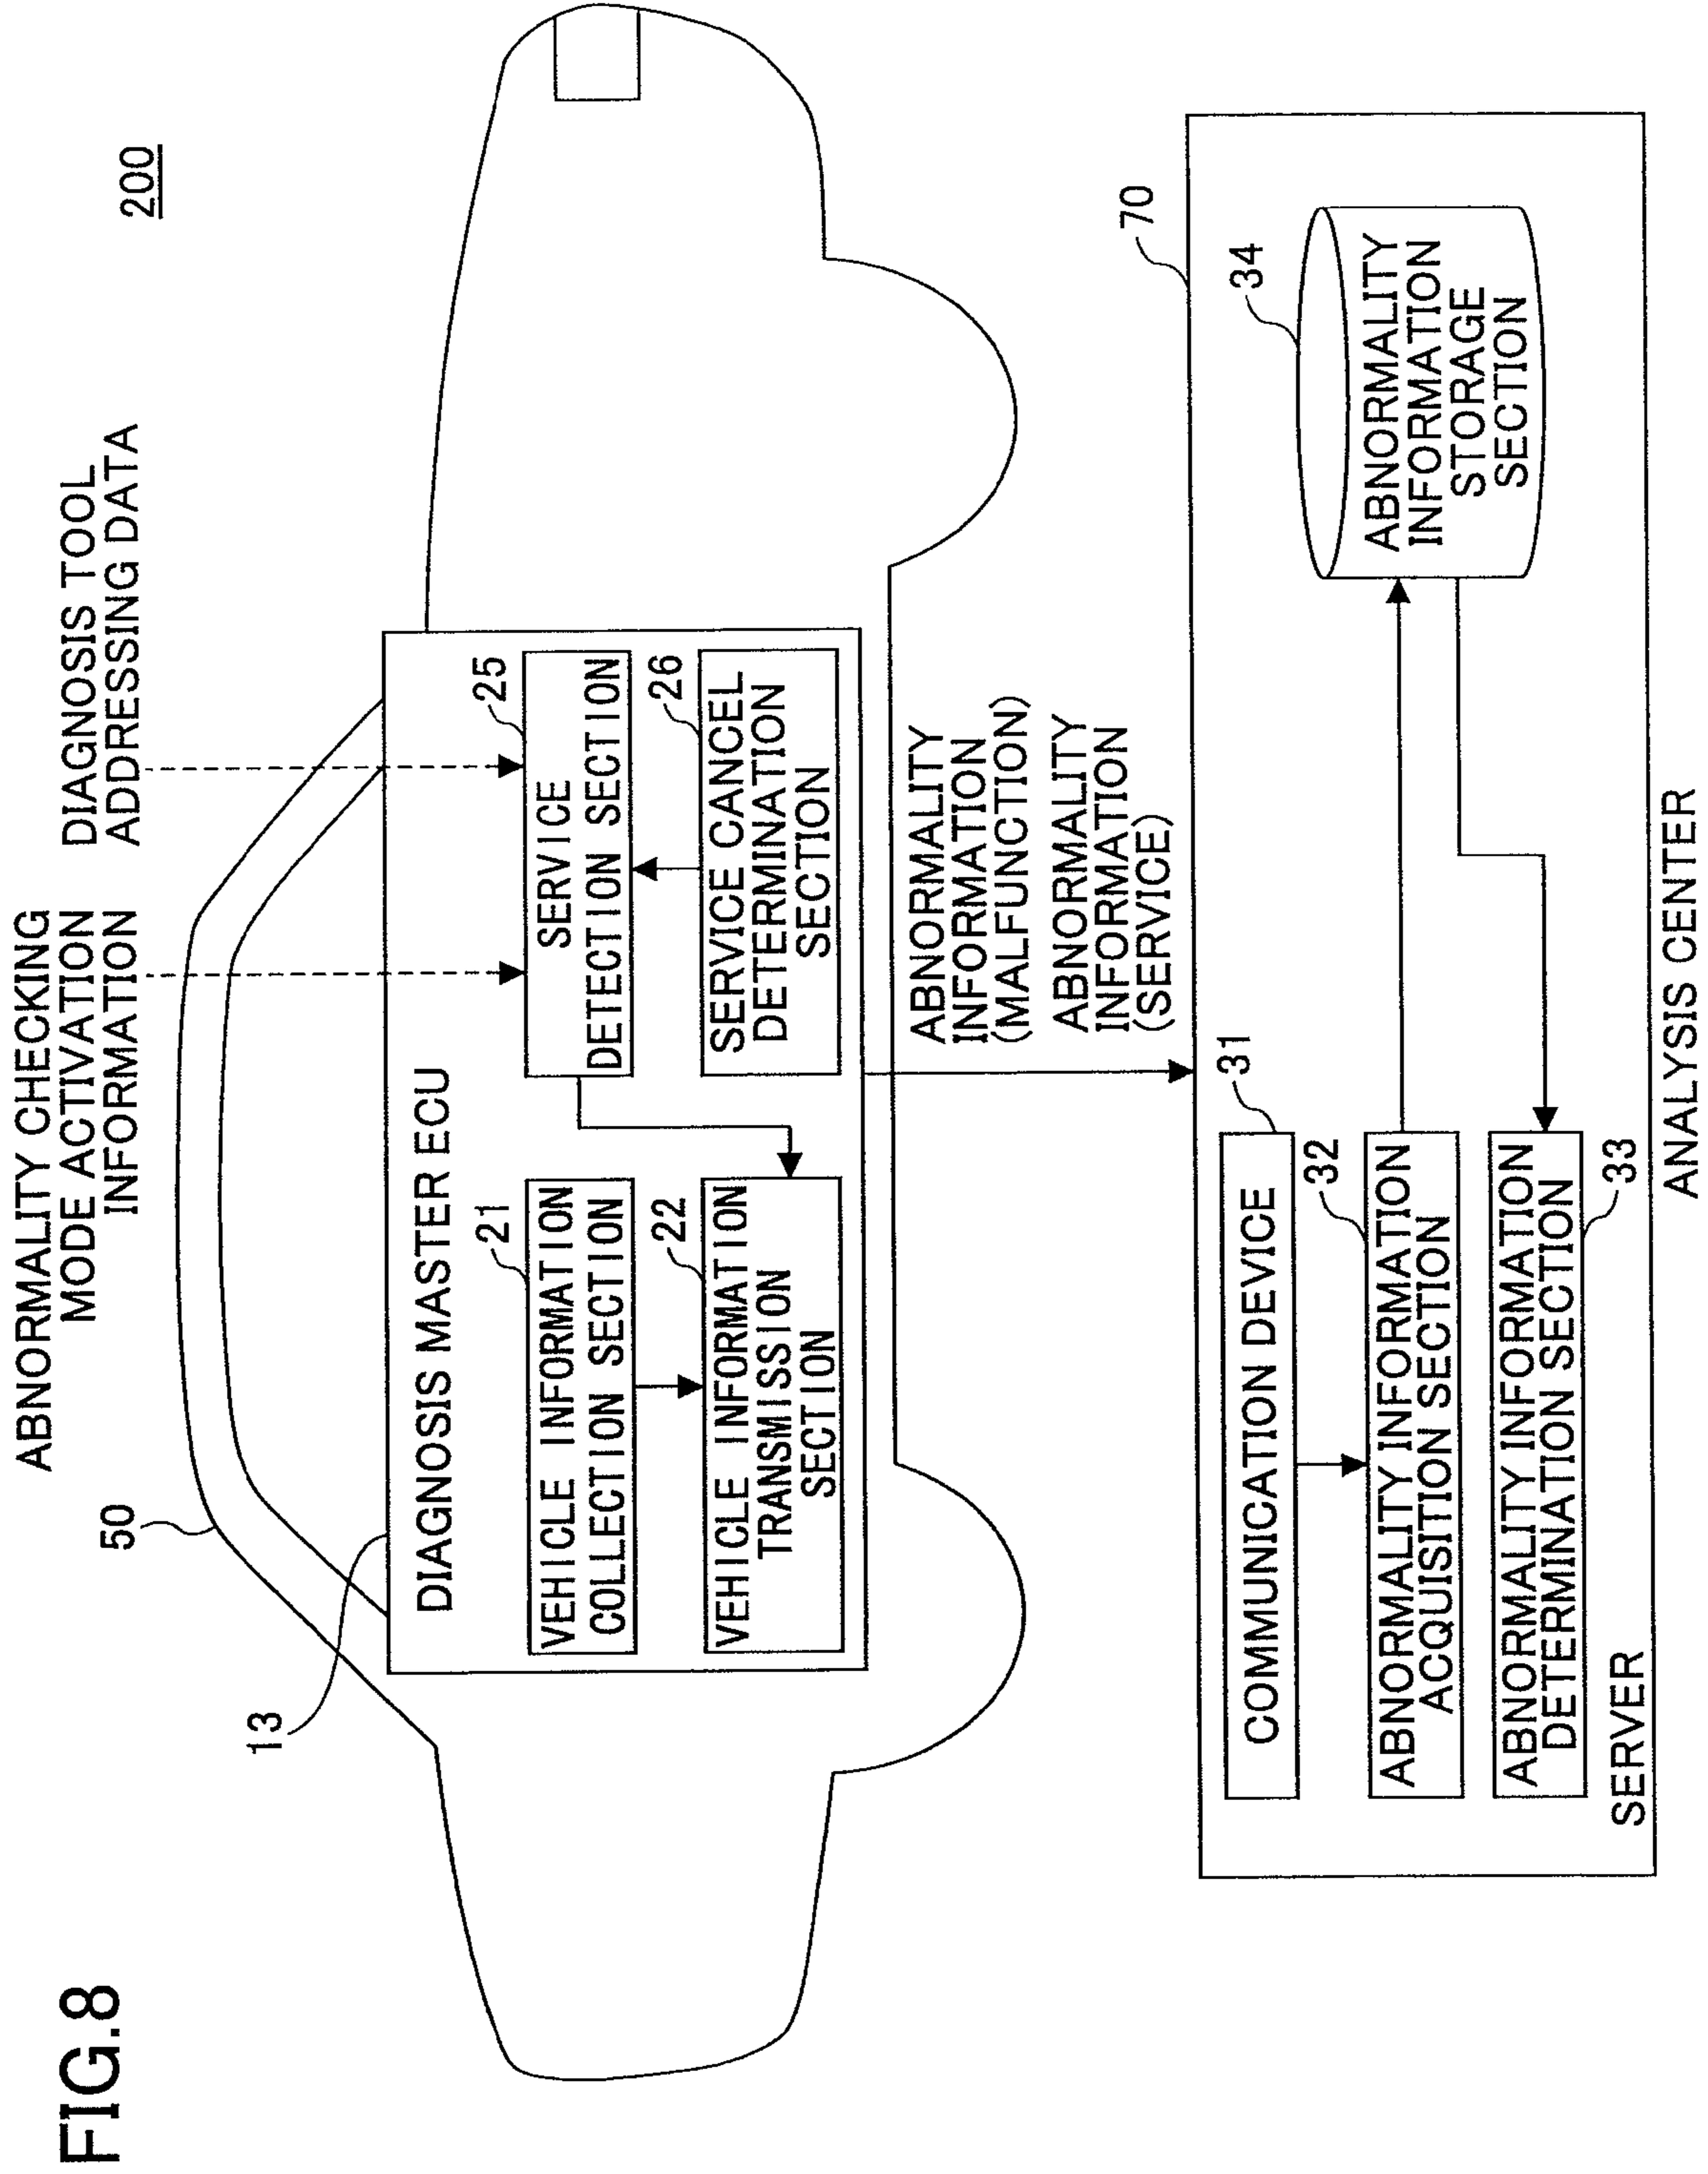 FIG.8
200
ABNORMALITY CHECKING
MODE ACTIVATION
INFORMATION
DIAGNOSIS TOOL
ADDRESSING DATA
50
13
DIAGNOSIS MASTER ECU
21
VEHICLE INFORMATION
COLLECTION SECTION
22
VEHICLE INFORMATION
TRANSMISSION
SECTION
25
SERVICE
DETECTION SECTION
26
SERVICE CANCEL
DETERMINATION
SECTION
ABNORMALITY
INFORMATION
(MALFUNCTION)
ABNORMALITY
INFORMATION
(SERVICE)
70
31
COMMUNICATION DEVICE
32
ABNORMALITY INFORMATION
ACQUISITION SECTION
ABNORMALITY INFORMATION
DETERMINATION SECTION
33
34
ABNORMALITY
INFORMATION
STORAGE
SECTION
SERVER
ANALYSIS CENTER